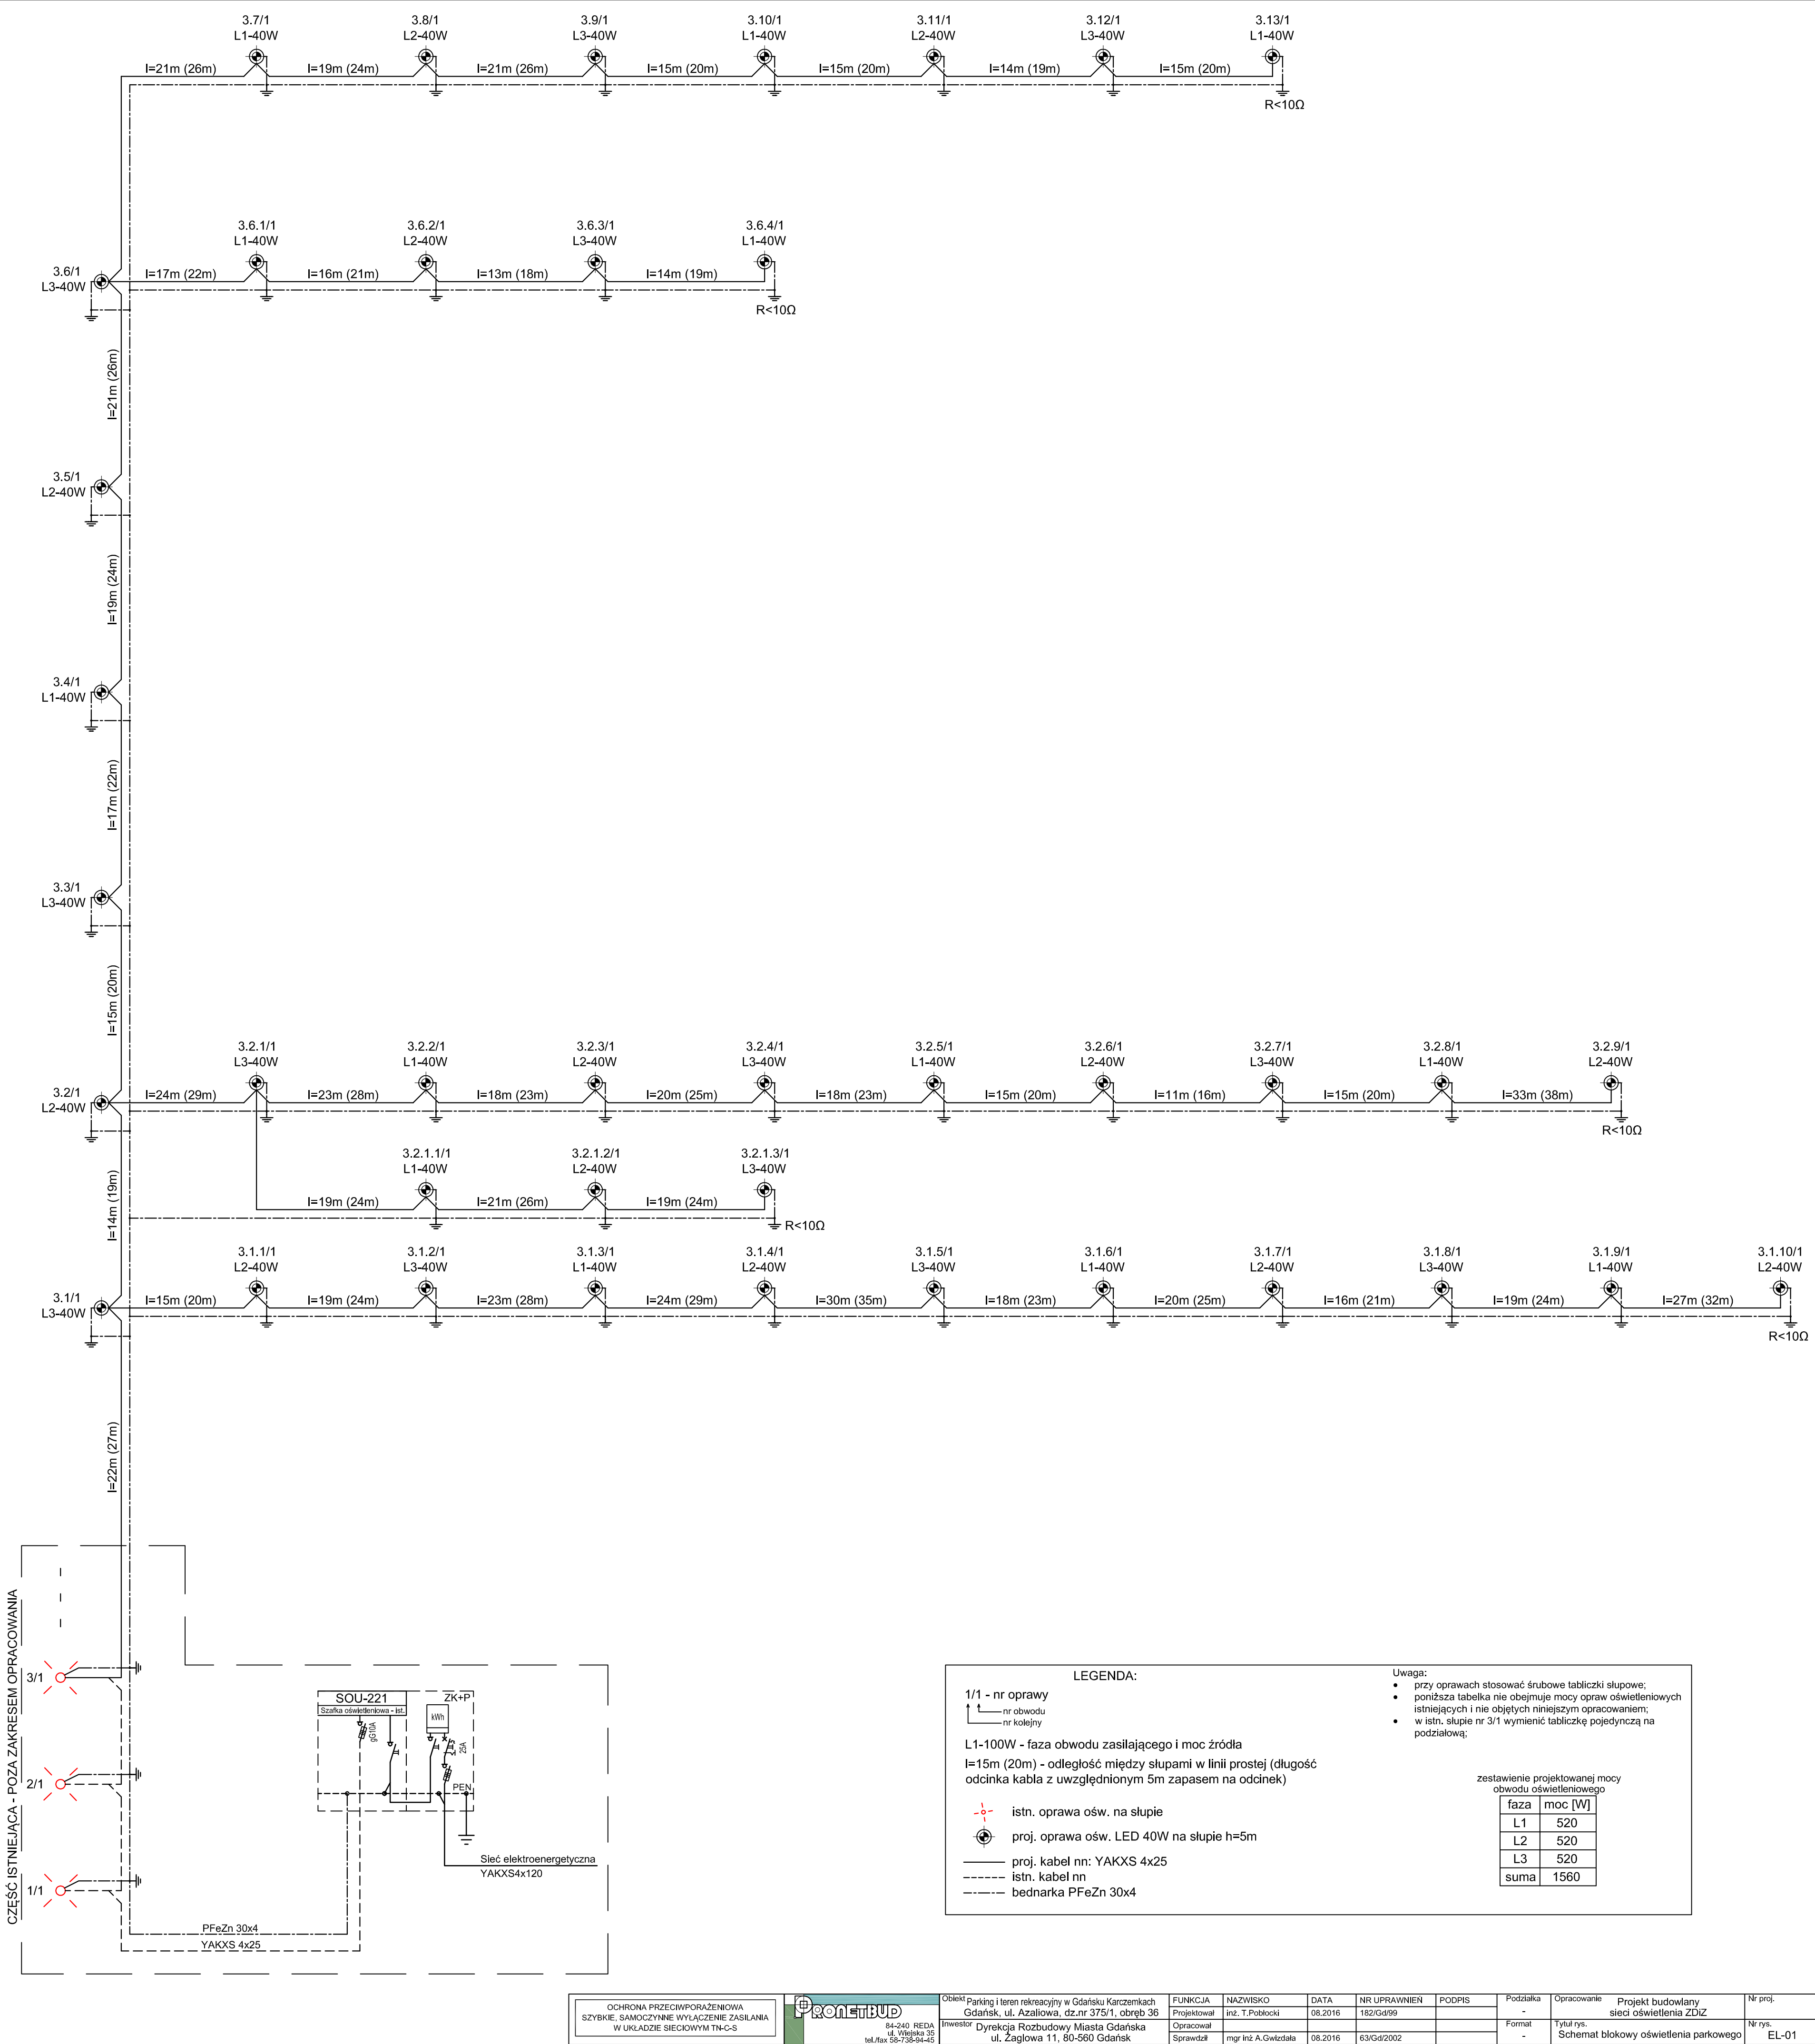 3.7/1
L1-40W
3.8/1
L2-40W
3.9/1
L3-40W
3.10/1
L1-40W
3.11/1
L2-40W
3.12/1
L3-40W
3.13/1
L1-40W
l=21m (26m)
l=19m (24m)
l=21m (26m)
l=15m (20m)
l=15m (20m)
l=14m (19m)
l=15m (20m)
R<10Ω
3.6.1/1
L1-40W
3.6.2/1
L2-40W
3.6.3/1
L3-40W
3.6.4/1
L1-40W
3.6/1
L3-40W
l=17m (22m)
l=16m (21m)
l=13m (18m)
l=14m (19m)
R<10Ω
l=21m (26m)
3.5/1
L2-40W
l=19m (24m)
3.4/1
L1-40W
l=17m (22m)
3.3/1
L3-40W
l=15m (20m)
3.2.1/1
L3-40W
3.2.2/1
L1-40W
3.2.3/1
L2-40W
3.2.4/1
L3-40W
3.2.5/1
L1-40W
3.2.6/1
L2-40W
3.2.7/1
L3-40W
3.2.8/1
L1-40W
3.2.9/1
L2-40W
3.2/1
L2-40W
l=24m (29m)
l=23m (28m)
l=18m (23m)
l=20m (25m)
l=18m (23m)
l=15m (20m)
l=11m (16m)
l=15m (20m)
l=33m (38m)
R<10Ω
3.2.1.1/1
L1-40W
3.2.1.2/1
L2-40W
3.2.1.3/1
L3-40W
l=19m (24m)
l=21m (26m)
l=19m (24m)
R<10Ω
l=14m (19m)
3.1.1/1
L2-40W
3.1.2/1
L3-40W
3.1.3/1
L1-40W
3.1.4/1
L2-40W
3.1.5/1
L3-40W
3.1.6/1
L1-40W
3.1.7/1
L2-40W
3.1.8/1
L3-40W
3.1.9/1
L1-40W
3.1.10/1
L2-40W
3.1/1
L3-40W
l=15m (20m)
l=19m (24m)
l=23m (28m)
l=24m (29m)
l=30m (35m)
l=18m (23m)
l=20m (25m)
l=16m (21m)
l=19m (24m)
l=27m (32m)
R<10Ω
l=22m (27m)
CZĘŚĆ ISTNIEJĄCA - POZA ZAKRESEM OPRACOWANIA
3/1
2/1
1/1
SOU-221
Szafka oświetleniowa - ist.
gG10A
ZK+P
kWh
25A
PEN
Sieć elektroenergetyczna
YAKXS4x120
PFeZn 30x4
YAKXS 4x25
LEGENDA:
1/1 - nr oprawy
nr obwodu
nr kolejny
L1-100W - faza obwodu zasilającego i moc źródła
l=15m (20m) - odległość między słupami w linii prostej (długość
odcinka kabla z uwzględnionym 5m zapasem na odcinek)
istn. oprawa ośw. na słupie
proj. oprawa ośw. LED 40W na słupie h=5m
proj. kabel nn: YAKXS 4x25
istn. kabel nn
bednarka PFeZn 30x4
Uwaga:
• przy oprawach stosować śrubowe tabliczki słupowe;
• poniższa tabelka nie obejmuje mocy opraw oświetleniowych
istniejących i nie objętych niniejszym opracowaniem;
• w istn. słupie nr 3/1 wymienić tabliczkę pojedynczą na
podziałową;
zestawienie projektowanej mocy
obwodu oświetleniowego
faza moc [W]
L1 520
L2 520
L3 520
suma 1560
OCHRONA PRZECIWPORAŻENIOWA
SZYBKIE, SAMOCZYNNE WYŁĄCZENIE ZASILANIA
W UKŁADZIE SIECIOWYM TN-C-S
PRONETBUD
84-240 REDA
ul. Wiejska 35
tel./fax 58-738-94-45
Obiekt Parking i teren rekreacyjny w Gdańsku Karczemkach
Gdańsk, ul. Azaliowa, dz.nr 375/1, obręb 36
Inwestor Dyrekcja Rozbudowy Miasta Gdańska
ul. Żaglowa 11, 80-560 Gdańsk
FUNKCJA NAZWISKO DATA NR UPRAWNIEŃ PODPIS
Projektował inż. T.Pobłocki 08.2016 182/Gd/99
Opracował
Sprawdził mgr inż A.Gwizdała 08.2016 63/Gd/2002
Podziałka
-
Format
-
Opracowanie Projekt budowlany
sieci oświetlenia ZDiZ
Tytuł rys.
Schemat blokowy oświetlenia parkowego
Nr proj.
Nr rys.
EL-01